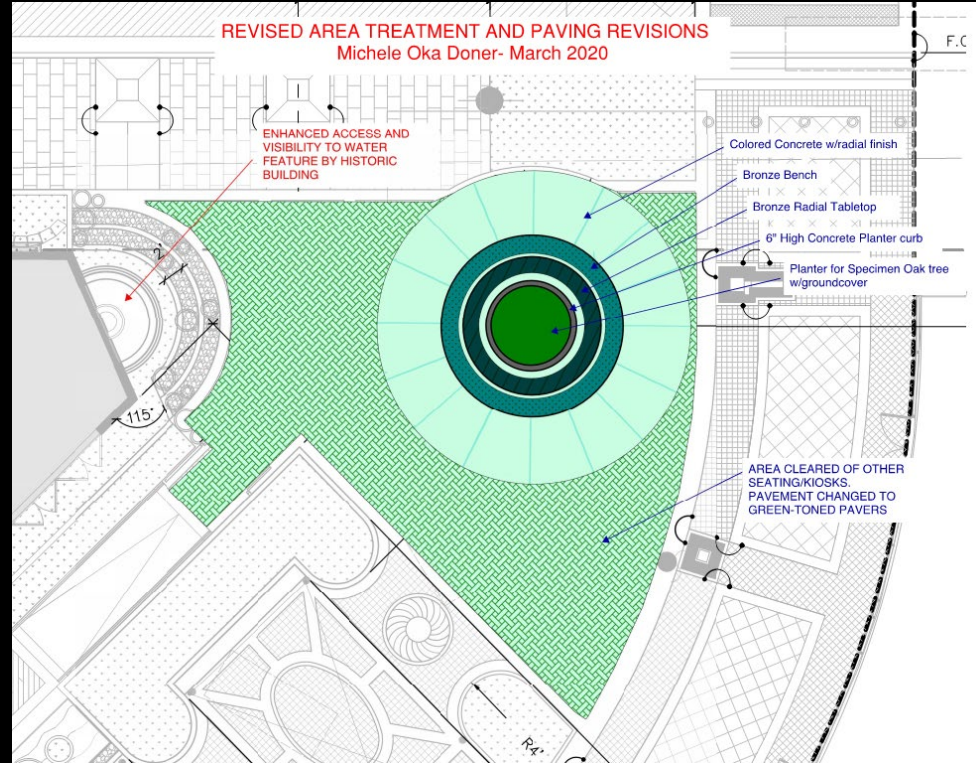 REVISED AREA TREATMENT AND PAVING REVISIONS
Michele Oka Doner- March 2020
F.C
ENHANCED ACCESS AND
VISIBILITY TO WATER
FEATURE BY HISTORIC
BUILDING
Colored Concrete w/radial finish
Bronze Bench
Bronze Radial Tabletop
6" High Concrete Planter curb
Planter for Specimen Oak tree
w/groundcover
2'
115°
AREA CLEARED OF OTHER
SEATING/KIOSKS.
PAVEMENT CHANGED TO
GREEN-TONED PAVERS
R4'